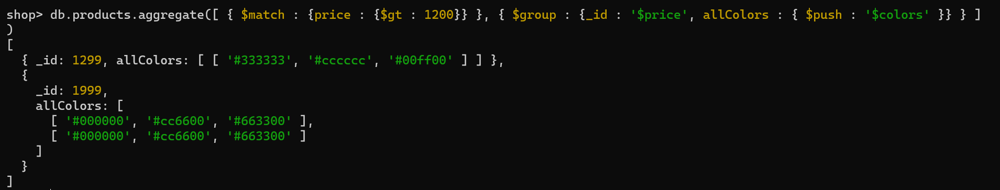 shop> db.products.aggregate([ { $match : {price : {$gt : 1200}} }, { $group : {_id : '$price', allColors : { $push : '$colors' }} } ]
)
[
  { _id: 1299, allColors: [ [ '#333333', '#cccccc', '#00ff00' ] ] },
  {
    _id: 1999,
    allColors: [
      [ '#000000', '#cc6600', '#663300' ],
      [ '#000000', '#cc6600', '#663300' ]
    ]
  }
]